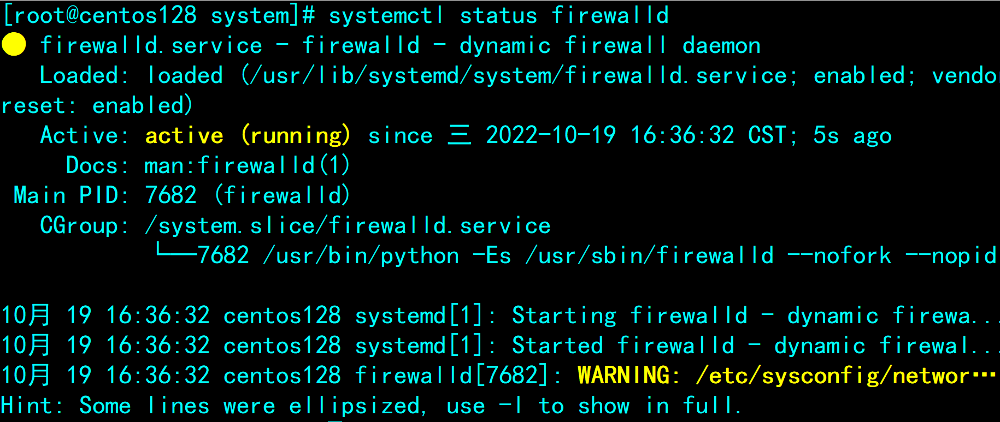 [root@centos128 system]# systemctl status firewalld
● firewalld.service - firewalld - dynamic firewall daemon
Loaded: loaded (/usr/lib/systemd/system/firewalld.service; enabled; vendo
reset: enabled)
Active: active (running) since 三 2022-10-19 16:36:32 CST; 5s ago
Docs: man:firewalld(1)
Main PID: 7682 (firewalld)
CGroup: /system.slice/firewalld.service
└──7682 /usr/bin/python -Es /usr/sbin/firewalld --nofork --nopid
10月 19 16:36:32 centos128 systemd[1]: Starting firewalld - dynamic firewa...
10月 19 16:36:32 centos128 systemd[1]: Started firewalld - dynamic firewal...
10月 19 16:36:32 centos128 firewalld[7682]: WARNING: /etc/sysconfig/networ…
Hint: Some lines were ellipsized, use -l to show in full.